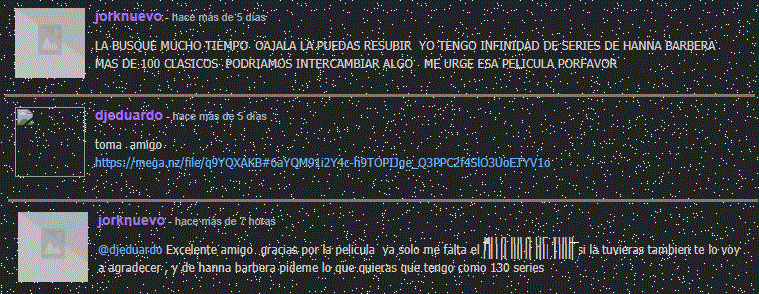 jorknuevo - hace más de 5 días
LA BUSQUE MUCHO TIEMPO OAJALA LA PUEDAS RESUBIR YO TENGO INFINIDAD DE SERIES DE HANNA BARBERA
MAS DE 100 CLASICOS PODRIAMOS INTERCAMBIAR ALGO ME URGE ESA PELICULA PORFAVOR
djeduardo - hace más de 5 días
toma amigo
https://mega.nz/file/q9YQXAKB#6aYQM91i2Y4c-h9TOPIJge_Q3PPC2f4SlO3UoETYV1o
jorknuevo - hace más de 7 horas
@djeduardo Excelente amigo gracias por la pelicula ya solo me falta el si la tuvieras tambien te lo voy
a agradecer , y de hanna barbera pideme lo que quieras que tengo como 130 series